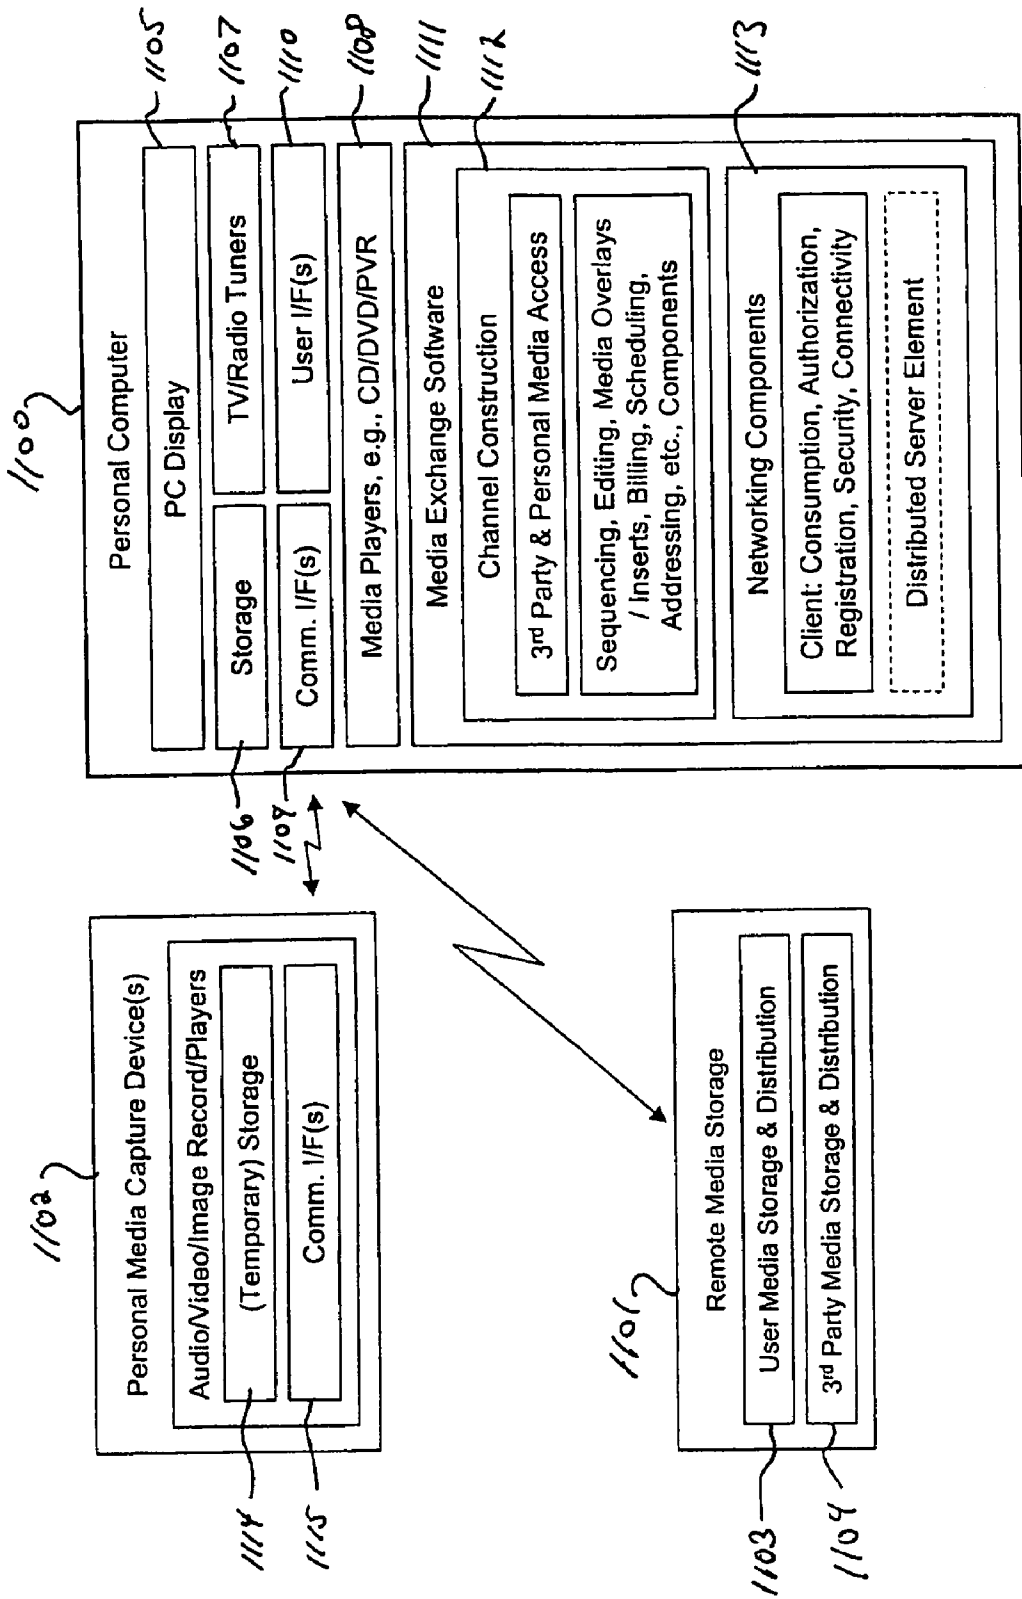 1100
Personal Computer
PC Display
1105
Storage
1106
TV/Radio Tuners
1107
Comm. I/F(s)
1109
User I/F(s)
1110
Media Players, e.g., CD/DVD/PVR
1108
Media Exchange Software
1111
Channel Construction
1112
3rd Party & Personal Media Access
Sequencing, Editing, Media Overlays
/ Inserts, Billing, Scheduting,
Addressing, etc., Components
Networking Components
1113
Client: Consumption, Authorization,
Registration, Security, Connectivity
Distributed Server Element
1102
Personal Media Capture Device(s)
Audio/Video/Image Record/Players
(Temporary) Storage
1114
Comm. I/F(s)
1115
1101
Remote Media Storage
User Media Storage & Distribution
1103
3rd Party Media Storage & Distribution
1104